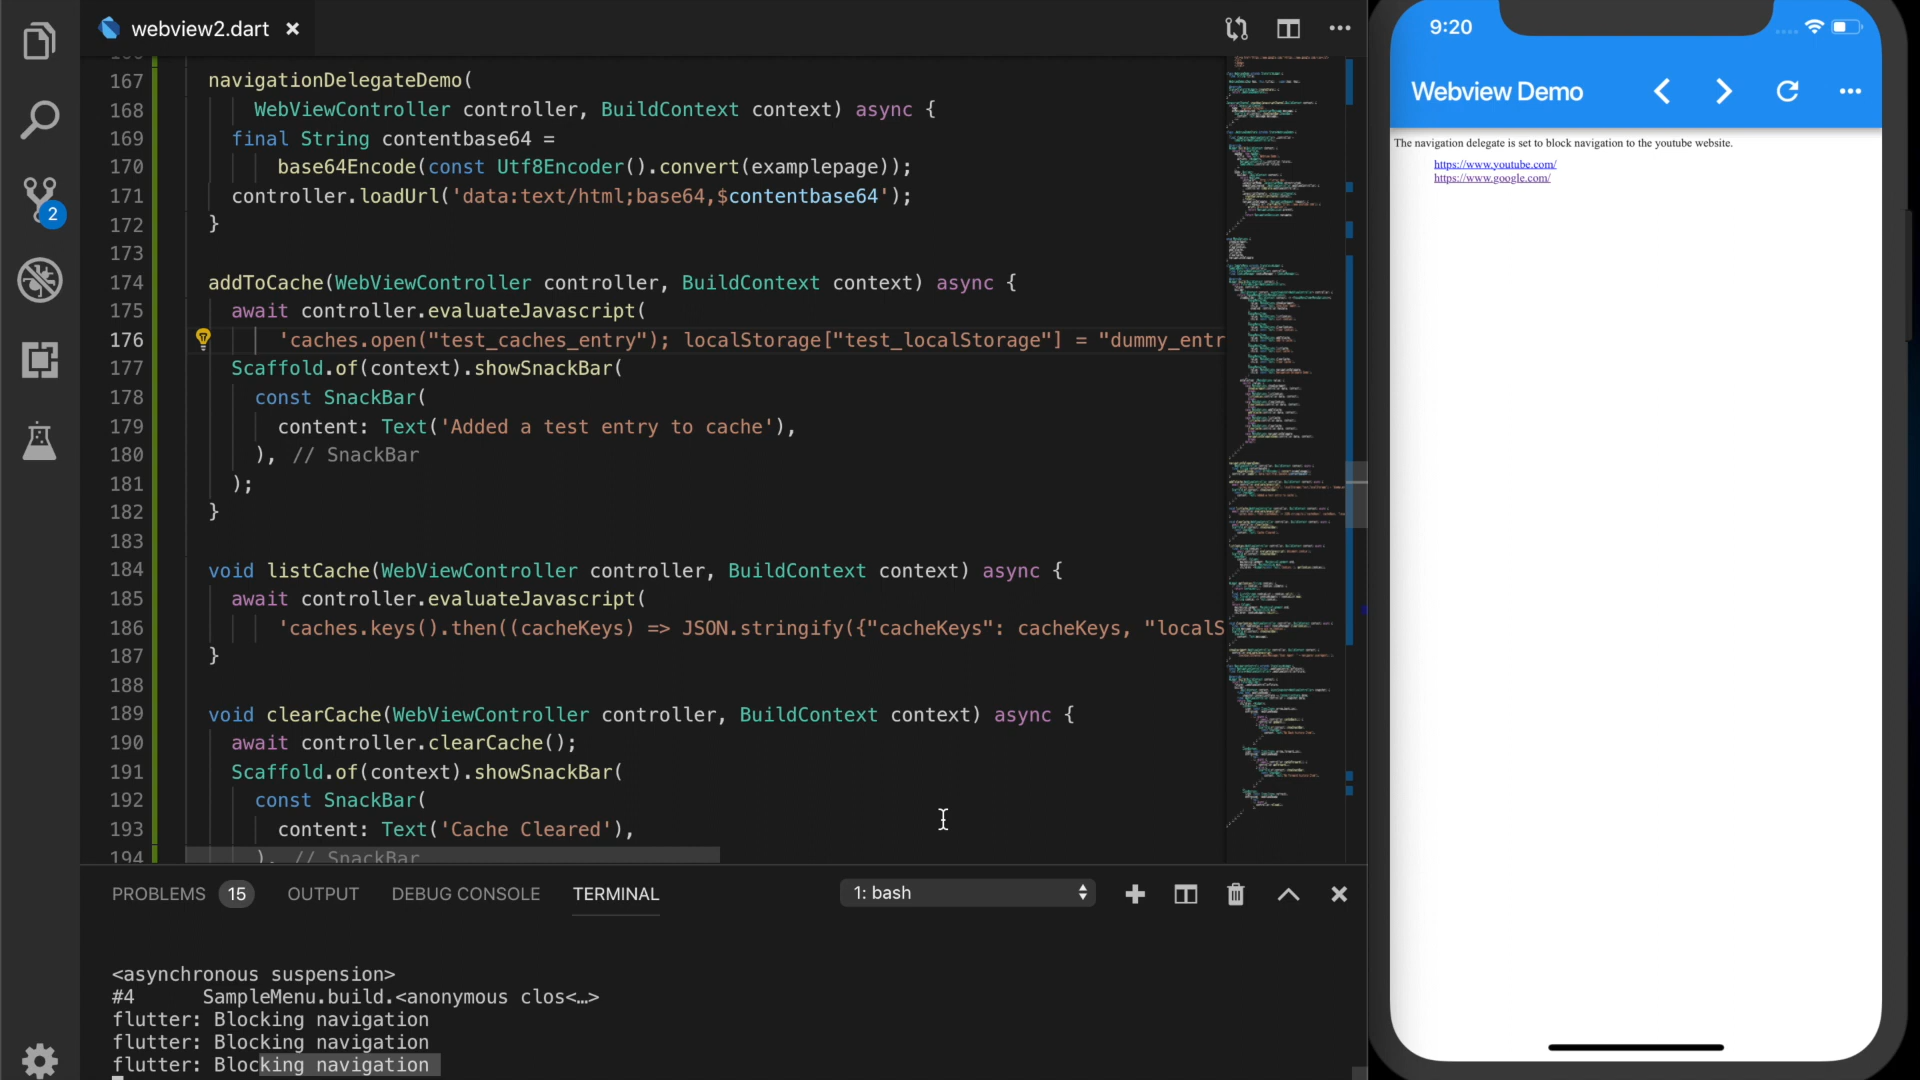 webview2.dart
167 navigationDelegateDemo(
168 WebViewController controller, BuildContext context) async {
169 final String contentbase64 =
170 base64Encode(const Utf8Encoder().convert(examplepage));
171 controller.loadUrl('data:text/html;base64,$contentbase64');
172 }
173
174 addToCache(WebViewController controller, BuildContext context) async {
175 await controller.evaluateJavascript(
176 'caches.open("test_caches_entry"); localStorage["test_localStorage"] = "dummy_entr
177 Scaffold.of(context).showSnackBar(
178 const SnackBar(
179 content: Text('Added a test entry to cache'),
180 ), // SnackBar
181 );
182 }
183
184 void listCache(WebViewController controller, BuildContext context) async {
185 await controller.evaluateJavascript(
186 'caches.keys().then((cacheKeys) => JSON.stringify({"cacheKeys": cacheKeys, "localS
187 }
188
189 void clearCache(WebViewController controller, BuildContext context) async {
190 await controller.clearCache();
191 Scaffold.of(context).showSnackBar(
192 const SnackBar(
193 content: Text('Cache Cleared'),
194 ), // SnackBar
2
PROBLEMS 15 OUTPUT DEBUG CONSOLE TERMINAL 1: bash
<asynchronous suspension>
#4 SampleMenu.build.<anonymous clos<…>
flutter: Blocking navigation
flutter: Blocking navigation
flutter: Blocking navigation
9:20
Webview Demo
The navigation delegate is set to block navigation to the youtube website.
https://www.youtube.com/
https://www.google.com/